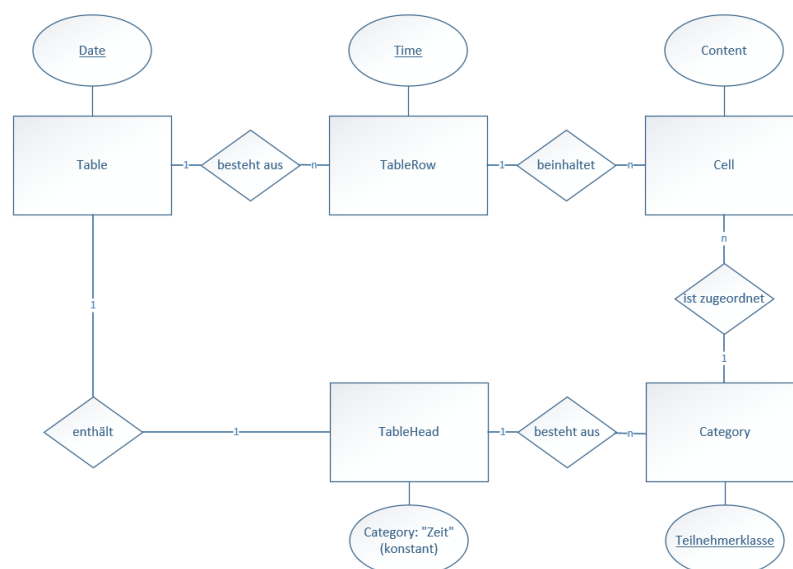 Date
Time
Content
Table
1
besteht aus
n
TableRow
1
beinhaltet
n
Cell
n
ist zugeordnet
1
1
enthält
1
TableHead
1
besteht aus
n
Category
Category: "Zeit"
(konstant)
Teilnehmerklasse